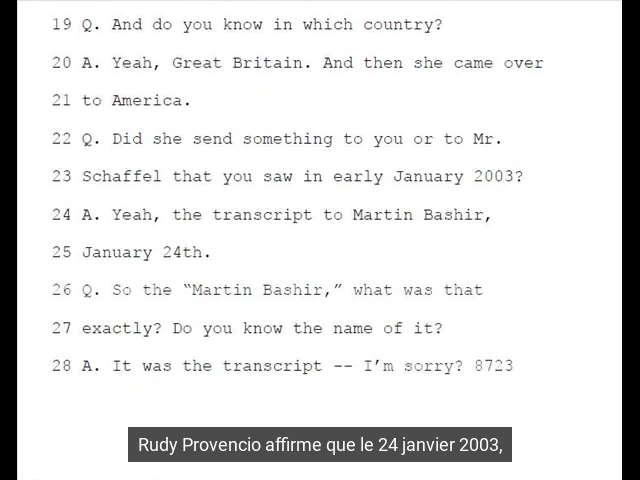 19 Q. And do you know in which country?
20 A. Yeah, Great Britain. And then she came over
21 to America.
22 Q. Did she send something to you or to Mr.
23 Schaffel that you saw in early January 2003?
24 A. Yeah, the transcript to Martin Bashir,
25 January 24th.
26 Q. So the “Martin Bashir,” what was that
27 exactly? Do you know the name of it?
28 A. It was the transcript -- I’m sorry? 8723
Rudy Provencio affirme que le 24 janvier 2003,